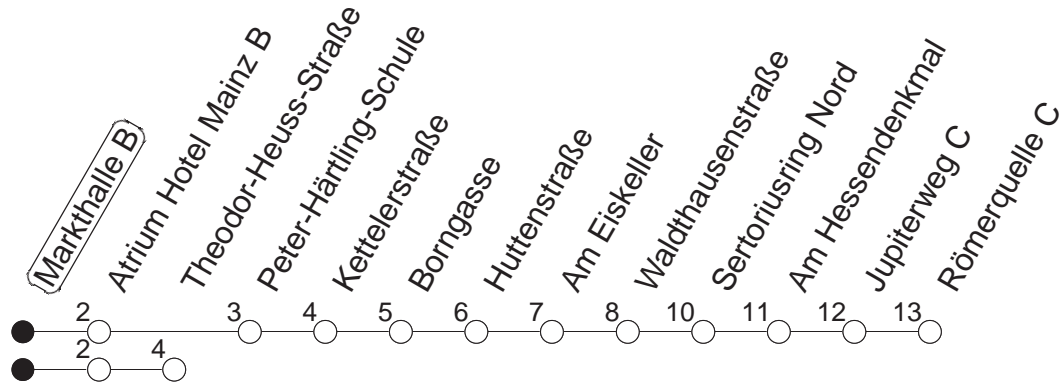 Markthalle B
Atrium Hotel Mainz B
Theodor-Heuss-Straße
Peter-Härtling-Schule
Kettelerstraße
Borngasse
Huttenstraße
Am Eiskeller
Waldthausenstraße
Sertoriusring Nord
Am Hessendenkmal
Jupiterweg C
Römerquelle C
2 3 4 5 6 7 8 10 11 12 13
2 4